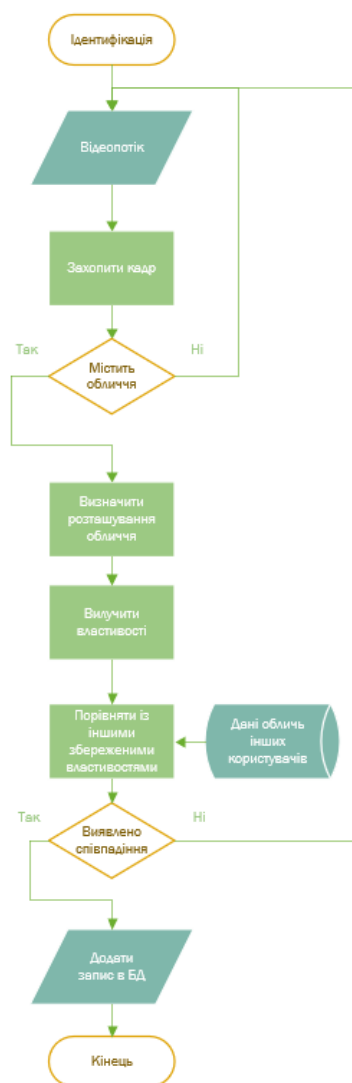 Ідентифікація
Відеопотік
Захопити кадр
Так
Ні
Містить
обличчя
Визначити
розташування
обличчя
Вилучити
властивості
Порівняти із
іншими
збереженими
властивостями
Дані облич
інших
користувачів
Так
Ні
Виявлено
співпадіння
Додати
запис в БД
Кінець